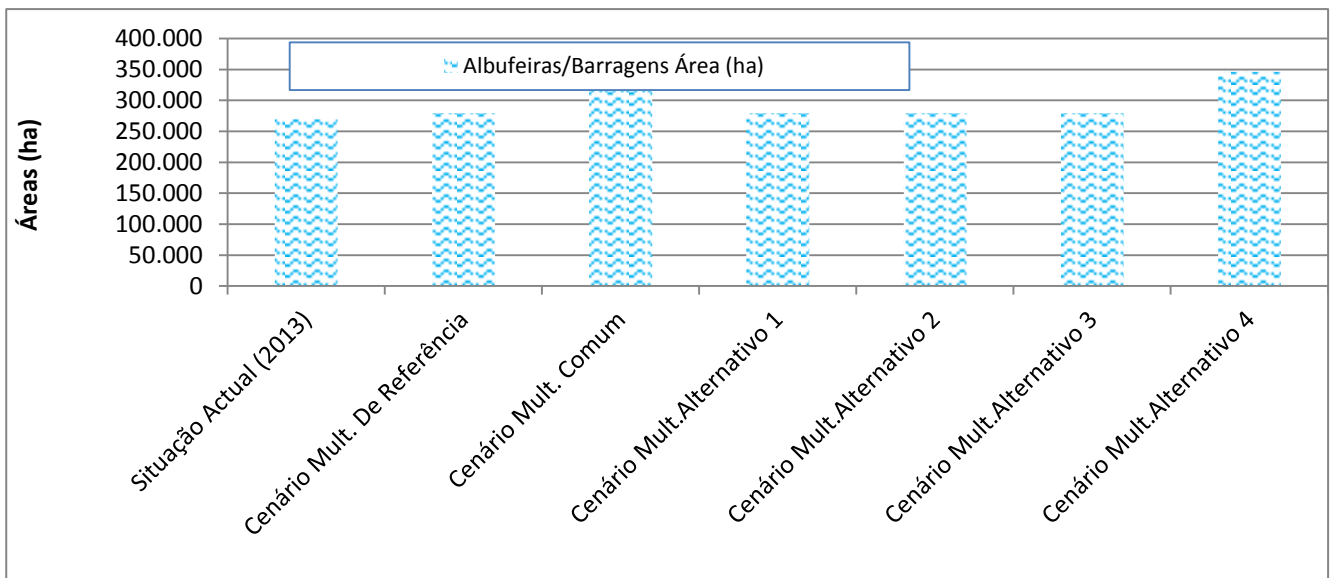 Albufeiras/Barragens Área (ha)
Áreas (ha)
400.000
350.000
300.000
250.000
200.000
150.000
100.000
50.000
0
Situação Actual (2013)
Cenário Mult. De Referência
Cenário Mult. Comum
Cenário Mult.Alternativo 1
Cenário Mult.Alternativo 2
Cenário Mult.Alternativo 3
Cenário Mult.Alternativo 4